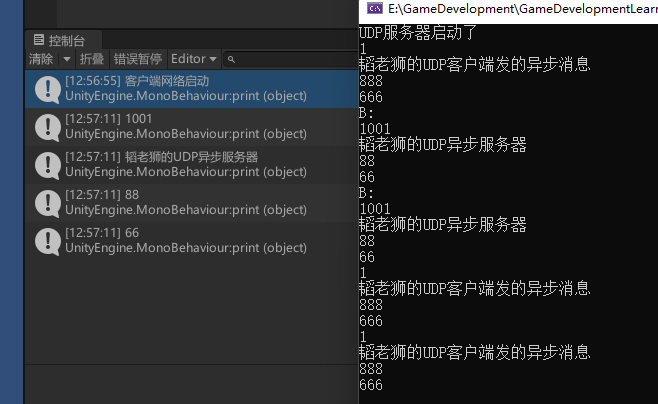 控制台
清除 折叠 错误暂停 Editor
[12:56:55] 客户端网络启动
UnityEngine.MonoBehaviour:print (object)
[12:57:11] 1001
UnityEngine.MonoBehaviour:print (object)
[12:57:11] 韬老狮的UDP异步服务器
UnityEngine.MonoBehaviour:print (object)
[12:57:11] 88
UnityEngine.MonoBehaviour:print (object)
[12:57:11] 66
UnityEngine.MonoBehaviour:print (object)
E:\GameDevelopment\GameDevelopmentLearn
UDP服务器启动了
1
韬老狮的UDP客户端发的异步消息
888
666
B:
1001
韬老狮的UDP异步服务器
88
66
B:
1001
韬老狮的UDP异步服务器
88
66
1
韬老狮的UDP客户端发的异步消息
888
666
1
韬老狮的UDP客户端发的异步消息
888
666